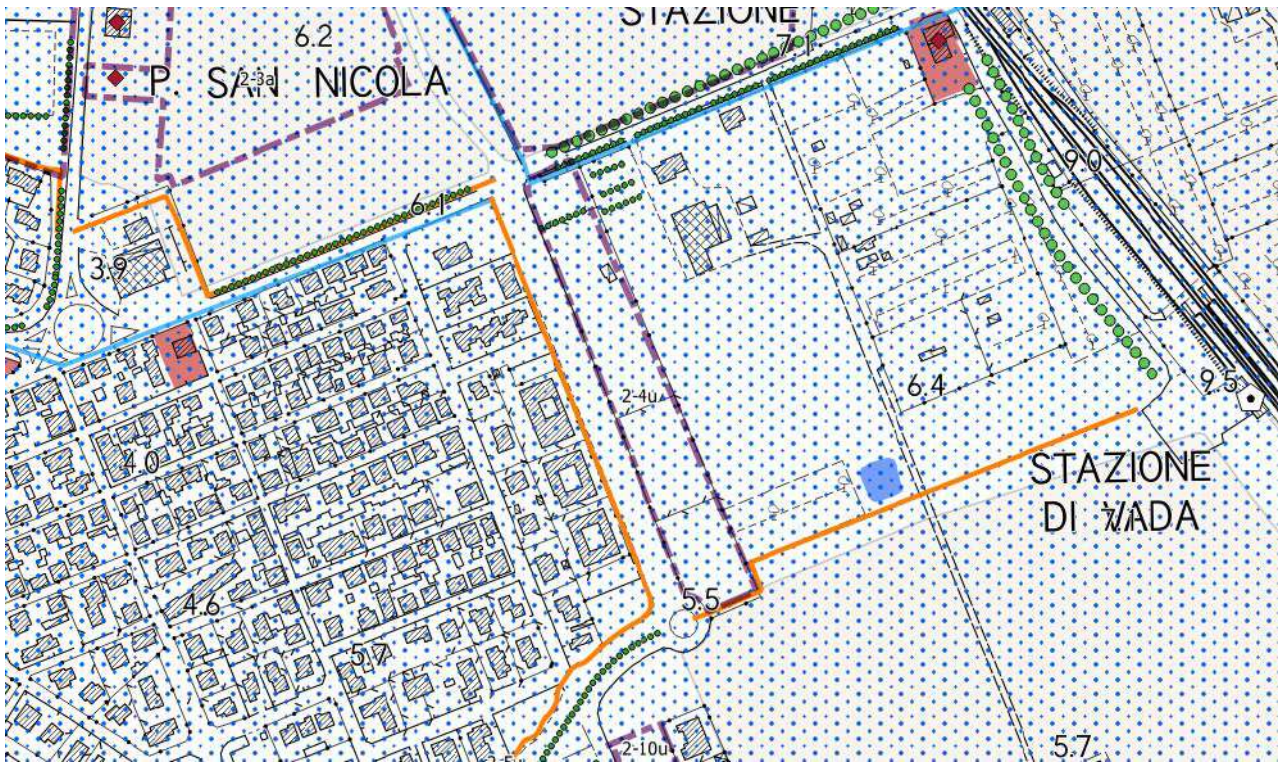 STAZIONE
6.2
7.1
P. SAN NICOLA
2-3a
9.0
6.1
3.9
6.4
9.5
2-4u
4.0
STAZIONE
DI VADA
4.6
5.5
5.7
2-10u
5.7